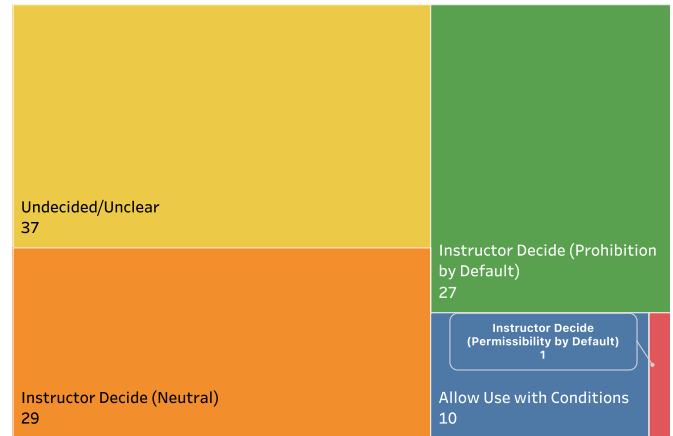 Undecided/Unclear
37
Instructor Decide (Neutral)
29
Instructor Decide (Prohibition
by Default)
27
Instructor Decide
(Permissibility by Default)
1
Allow Use with Conditions
10